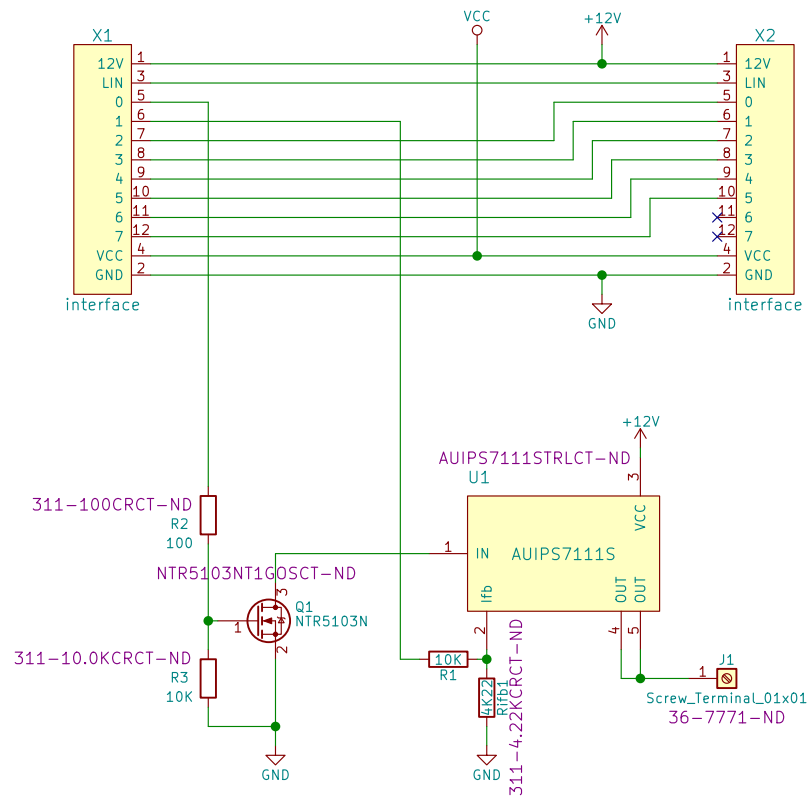 VCC
+12V
X1
X2
12V 1
1 12V
LIN 3
3 LIN
0 5
5 0
1 6
6 1
2 7
7 2
3 8
8 3
4 9
9 4
5 10
10 5
6 11
11 6
7 12
12 7
VCC 4
4 VCC
GND 2
2 GND
interface
interface
GND
+12V
AUIPS7111STRLCT-ND
U1
3
VCC
311-100CRCT-ND
R2
100
1
IN
AUIPS7111S
NTR5103NT1GOSCT-ND
3
Q1
NTR5103N
1
2
Ifb
OUT
OUT
2
4
5
311-10.0KCRCT-ND
R3
10K
10K
R1
4K22
Rifb1
311-4.22KCRCT-ND
1
J1
Screw_Terminal_01x01
36-7771-ND
GND
GND